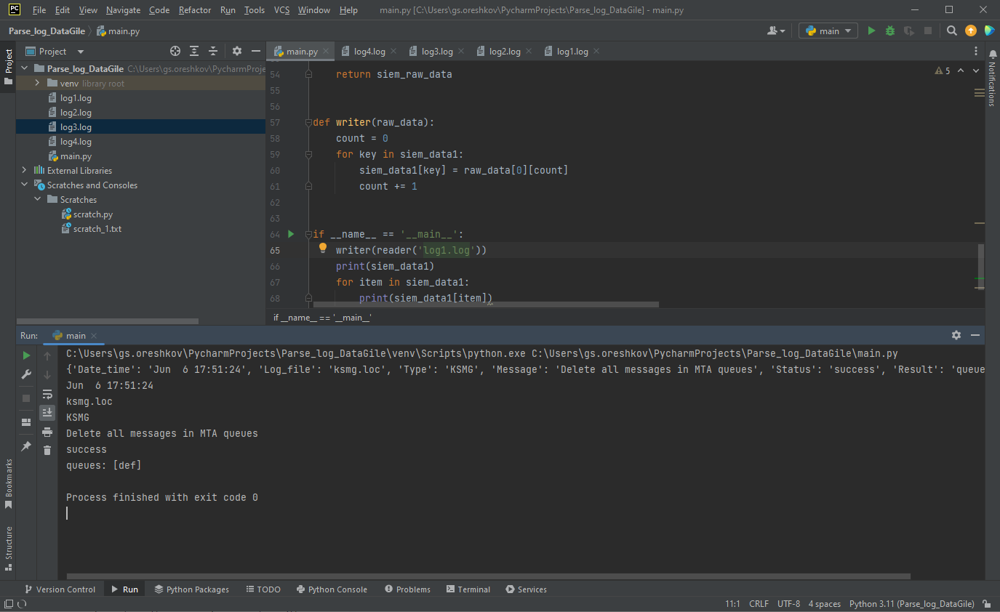 PC File Edit View Navigate Code Refactor Run Tools VCS Window Help main.py [C:\Users\gs.oreshkov\PycharmProjects\Parse_log_DataGile] - main.py
Parse_log_DataGile main.py main
Project
Project
Parse_log_DataGile C:\Users\gs.oreshkov\PycharmProje
venv library root
log1.log
log2.log
log3.log
log4.log
main.py
External Libraries
Scratches and Consoles
Scratches
scratch.py
scratch_1.txt
main.py log4.log log3.log log2.log log1.log
5
Notifications
54 return siem_raw_data
55
56
57 def writer(raw_data):
58 count = 0
59 for key in siem_data1:
60 siem_data1[key] = raw_data[0][count]
61 count += 1
62
63
64 if __name__ == '__main__':
65 writer(reader('log1.log'))
66 print(siem_data1)
67 for item in siem_data1:
68 print(siem_data1[item])
if __name__ == '__main__'
Run: main
C:\Users\gs.oreshkov\PycharmProjects\Parse_log_DataGile\venv\Scripts\python.exe C:\Users\gs.oreshkov\PycharmProjects\Parse_log_DataGile\main.py
{'Date_time': 'Jun  6 17:51:24', 'Log_file': 'ksmg.loc', 'Type': 'KSMG', 'Message': 'Delete all messages in MTA queues', 'Status': 'success', 'Result': 'queue
Jun  6 17:51:24
ksmg.loc
KSMG
Delete all messages in MTA queues
success
queues: [def]
Process finished with exit code 0
Bookmarks
Structure
Version Control Run Python Packages TODO Python Console Problems Terminal Services
11:1 CRLF UTF-8 4 spaces Python 3.11 (Parse_log_DataGile)